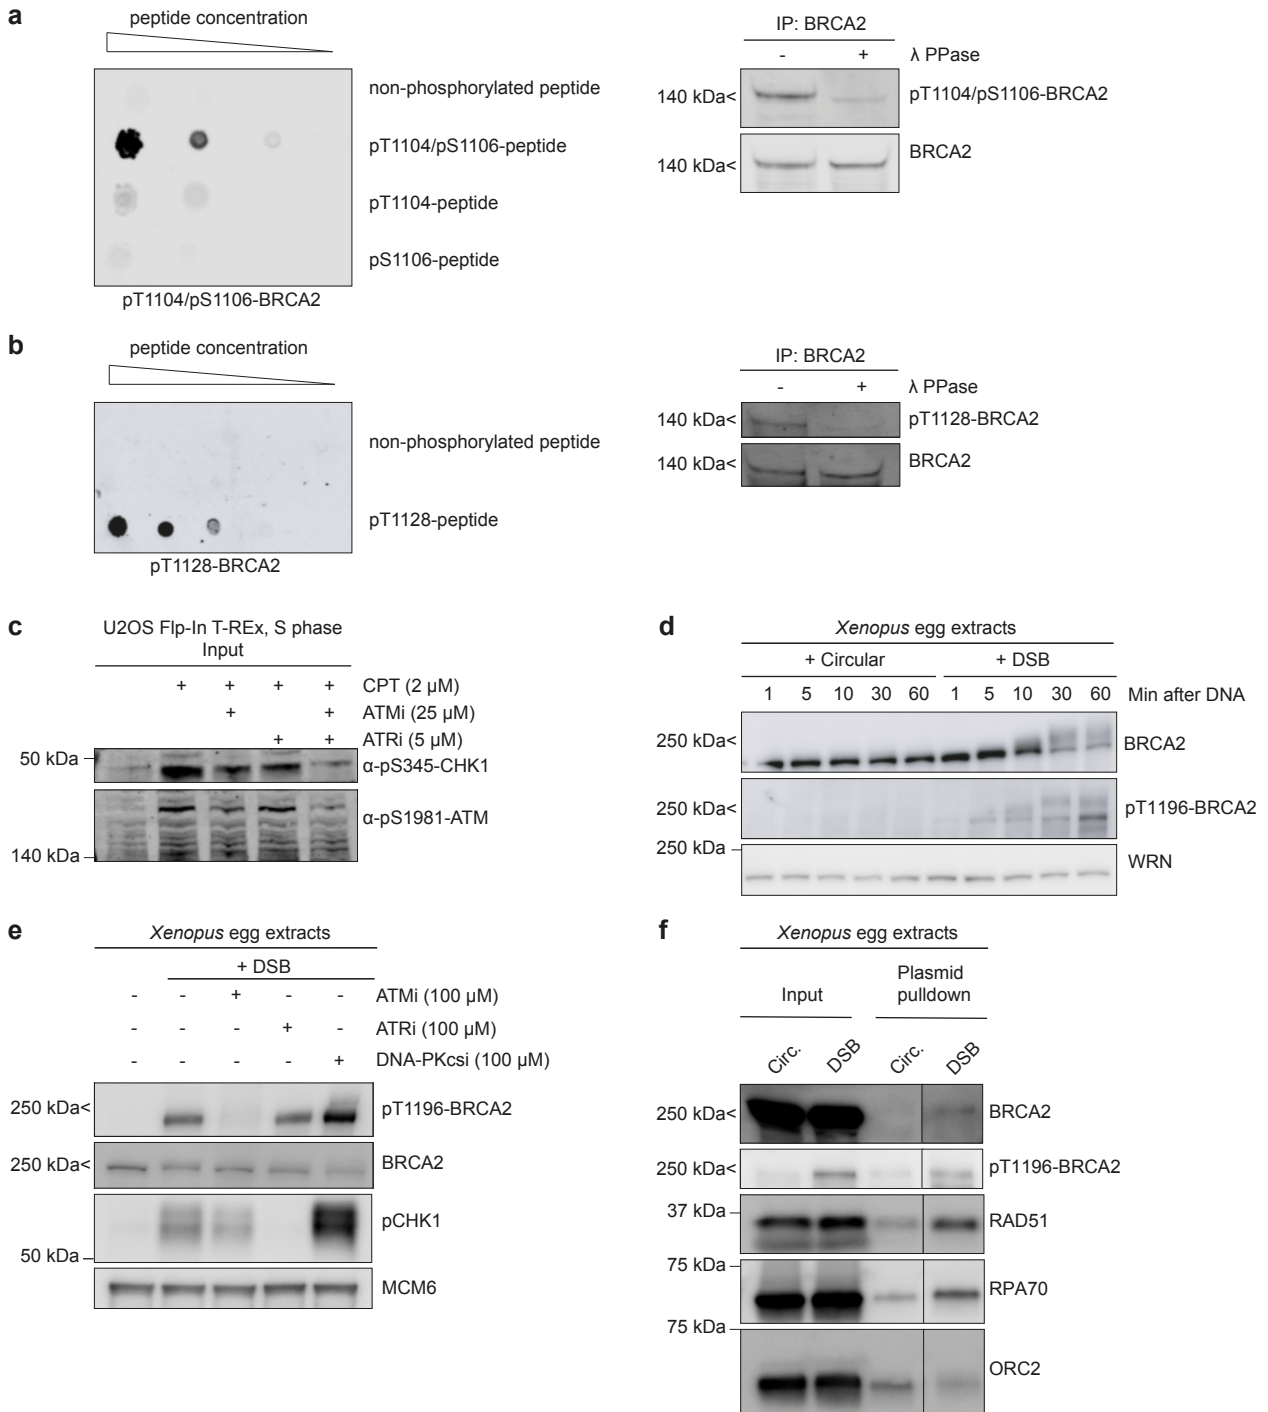 a
peptide concentration
non-phosphorylated peptide
pT1104/pS1106-peptide
pT1104-peptide
pS1106-peptide
pT1104/pS1106-BRCA2
IP: BRCA2
- + λ PPase
140 kDa< pT1104/pS1106-BRCA2
140 kDa< BRCA2
b
peptide concentration
non-phosphorylated peptide
pT1128-peptide
pT1128-BRCA2
IP: BRCA2
- + λ PPase
140 kDa< pT1128-BRCA2
140 kDa< BRCA2
c
U2OS Flp-In T-REx, S phase
Input
+ + + + CPT (2 µM)
+ + ATMi (25 µM)
+ + ATRi (5 µM)
50 kDa α-pS345-CHK1
α-pS1981-ATM
140 kDa
d
Xenopus egg extracts
+ Circular + DSB
1 5 10 30 60 1 5 10 30 60 Min after DNA
250 kDa< BRCA2
250 kDa< pT1196-BRCA2
250 kDa
WRN
e
Xenopus egg extracts
+ DSB
- - + - - ATMi (100 µM)
- - - + - ATRi (100 µM)
- - - - + DNA-PKcsi (100 µM)
250 kDa< pT1196-BRCA2
250 kDa< BRCA2
pCHK1
50 kDa
MCM6
f
Xenopus egg extracts
Input Plasmid
pulldown
Circ. DSB Circ. DSB
250 kDa< BRCA2
250 kDa< pT1196-BRCA2
37 kDa RAD51
75 kDa RPA70
75 kDa
ORC2